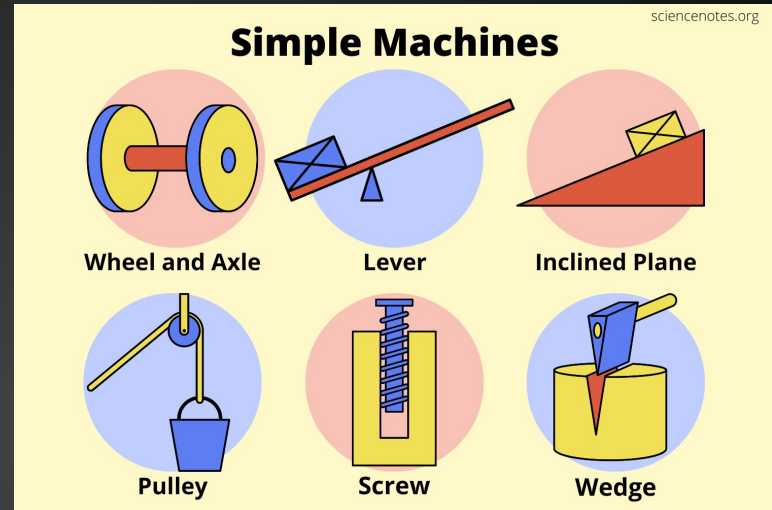 sciencenotes.org
Simple Machines
Wheel and Axle
Lever
Inclined Plane
Pulley
Screw
Wedge